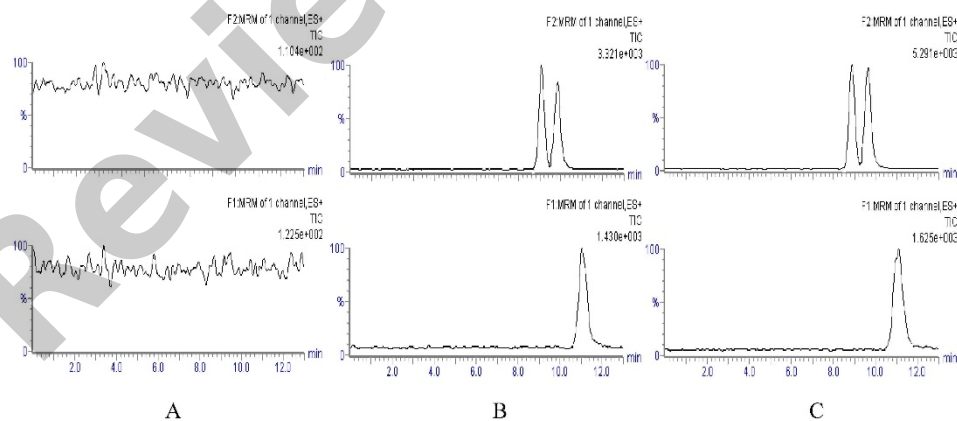 Review
F2:MRM of 1 channel,ES+
TIC
1.104e+002
100
%
0
min
F2:MRM of 1 channel,ES+
TIC
3.321e+003
100
%
0
min
F2:MRM of 1 channel,ES+
TIC
5.291e+003
100
%
0
min
F1:MRM of 1 channel,ES+
TIC
1.225e+002
100
%
0
min
2.0 4.0 6.0 8.0 10.0 12.0
F1:MRM of 1 channel,ES+
TIC
1.430e+003
100
%
0
min
2.0 4.0 6.0 8.0 10.0 12.0
F1:MRM of 1 channel,ES+
TIC
1.625e+003
100
%
0
min
2.0 4.0 6.0 8.0 10.0 12.0
A B C